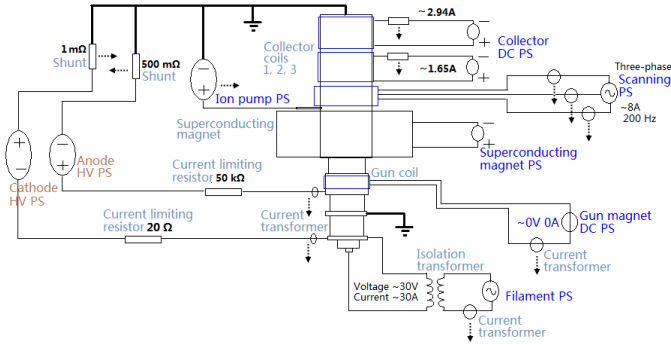 ~2.94A
Collector
DC PS
1 mΩ
Shunt
500 mΩ
Shunt
Collector
coils
1, 2, 3
~1.65A
Three-phase
Scanning
PS
~8A
200 Hz
Ion pump PS
Superconducting
magnet
Superconducting
magnet PS
Cathode
HV PS
Anode
HV PS
Current limiting
resistor 50 kΩ
Gun coil
Current limiting
resistor 20 Ω
Current
transformer
~0V 0A
Gun magnet
DC PS
Current
transformer
Isolation
transformer
Voltage ~30V
Current ~30A
Filament PS
Current
transformer